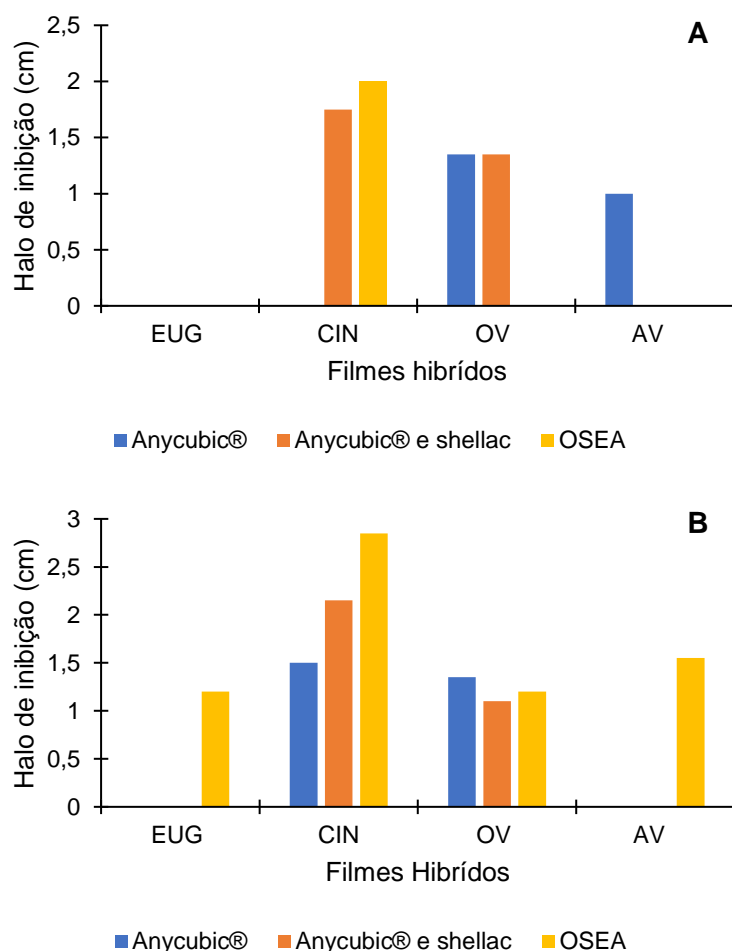 A
Halo de inibição (cm)
2,5
2
1,5
1
0,5
0
EUG CIN OV AV
Filmes hibrídos
Anycubic® Anycubic® e shellac OSEA
B
Halo de inibição (cm)
3
2,5
2
1,5
1
0,5
0
EUG CIN OV AV
Filmes Hibrídos
Anycubic® Anycubic® e shellac OSEA